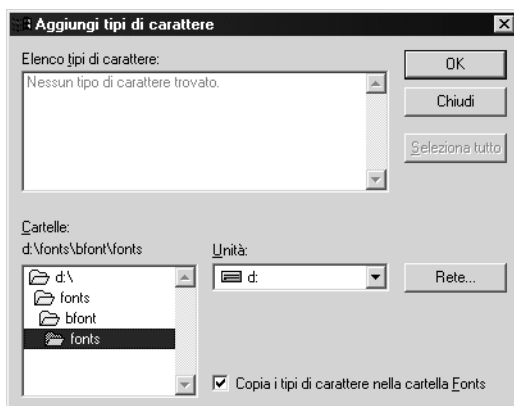 Aggiungi tipi di carattere
Elenco tipi di carattere:
Nessun tipo di carattere trovato.
OK
Chiudi
Seleziona tutto
Cartelle:
d:\fonts\bfont\fonts
Unità:
d:\
fonts
bfont
fonts
d:
Rete...
Copia i tipi di carattere nella cartella Fonts